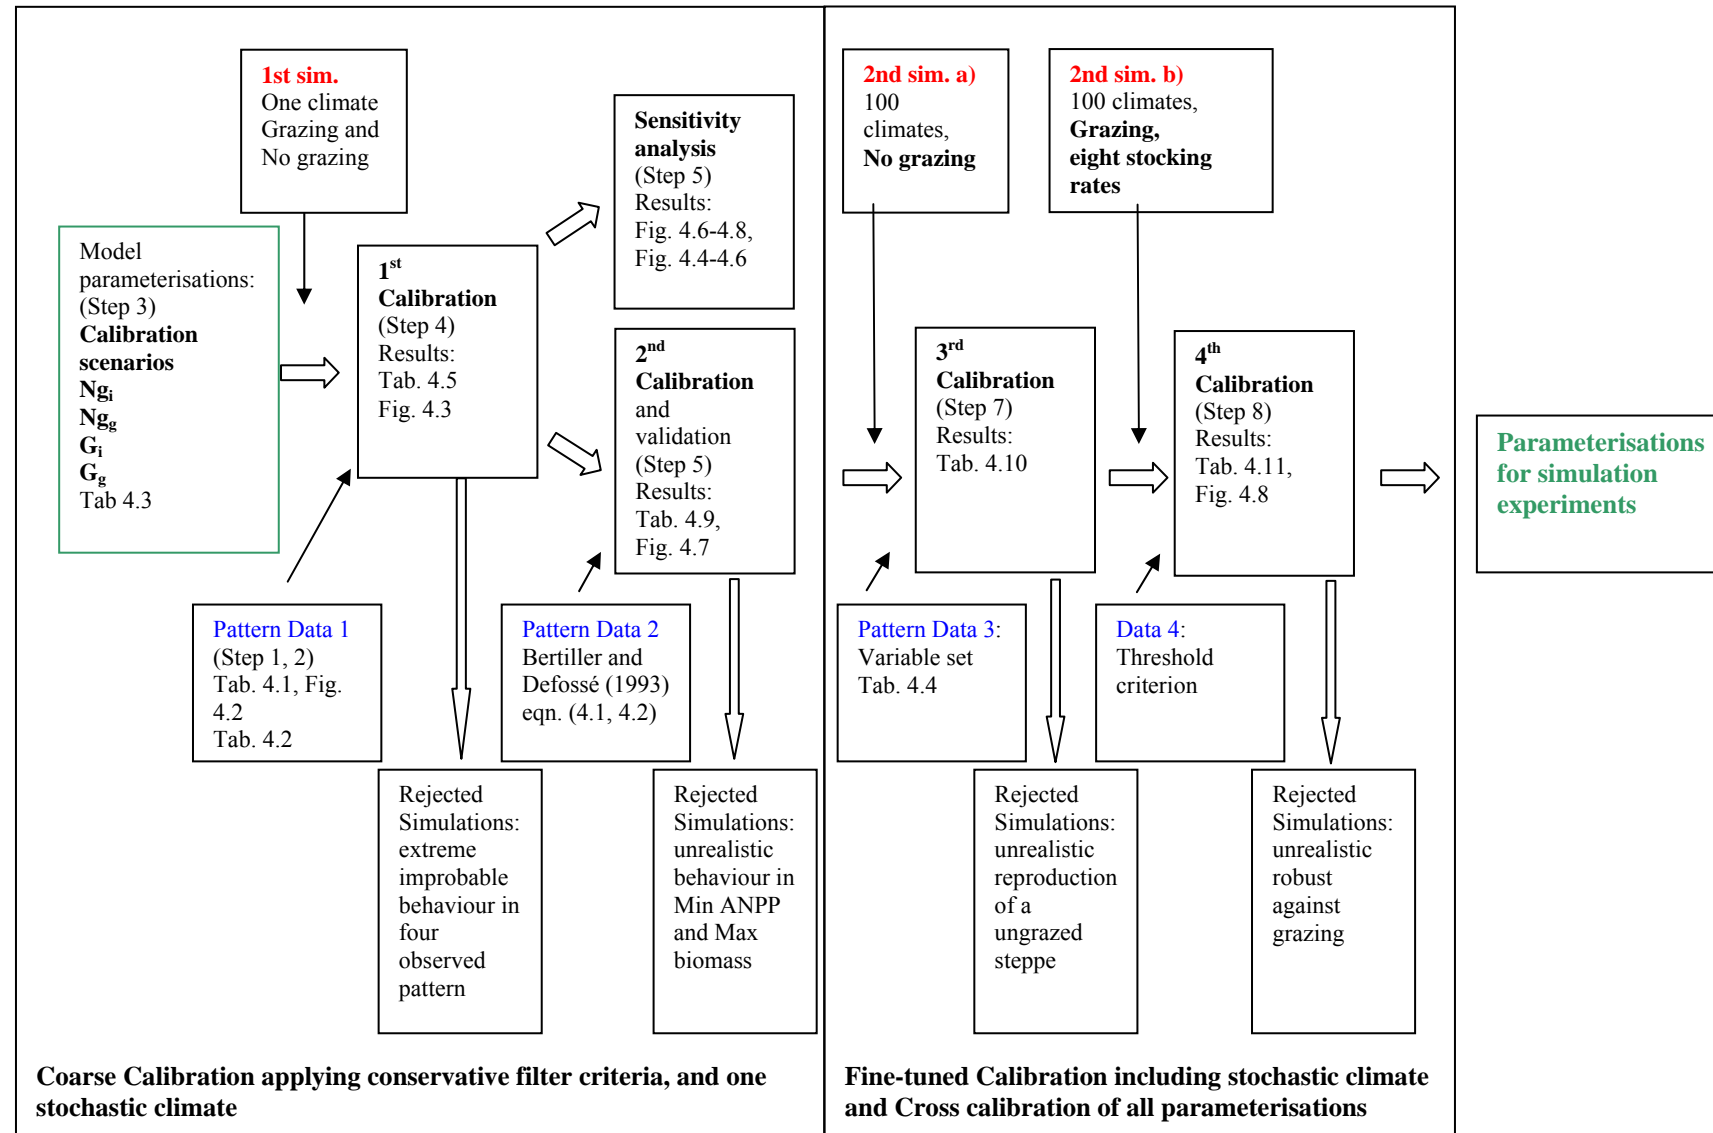 1st sim.
One climate
Grazing and
No grazing
Model
parameterisations:
(Step 3)
Calibration
scenarios
Ngi
Ngg
Gi
Gg
Tab 4.3
1st
Calibration
(Step 4)
Results:
Tab. 4.5
Fig. 4.3
Sensitivity
analysis
(Step 5)
Results:
Fig. 4.6-4.8,
Fig. 4.4-4.6
2nd
Calibration
and
validation
(Step 5)
Results:
Tab. 4.9,
Fig. 4.7
Pattern Data 1
(Step 1, 2)
Tab. 4.1, Fig.
4.2
Tab. 4.2
Pattern Data 2
Bertiller and
Defossé (1993)
eqn. (4.1, 4.2)
Rejected
Simulations:
extreme
improbable
behaviour in
four
observed
pattern
Rejected
Simulations:
unrealistic
behaviour in
Min ANPP
and Max
biomass
Coarse Calibration applying conservative filter criteria, and one
stochastic climate
2nd sim. a)
100
climates,
No grazing
2nd sim. b)
100 climates,
Grazing,
eight stocking
rates
3rd
Calibration
(Step 7)
Results:
Tab. 4.10
4th
Calibration
(Step 8)
Results:
Tab. 4.11,
Fig. 4.8
Pattern Data 3:
Variable set
Tab. 4.4
Data 4:
Threshold
criterion
Rejected
Simulations:
unrealistic
reproduction
of a
ungrazed
steppe
Rejected
Simulations:
unrealistic
robust
against
grazing
Fine-tuned Calibration including stochastic climate
and Cross calibration of all parameterisations
Parameterisations
for simulation
experiments